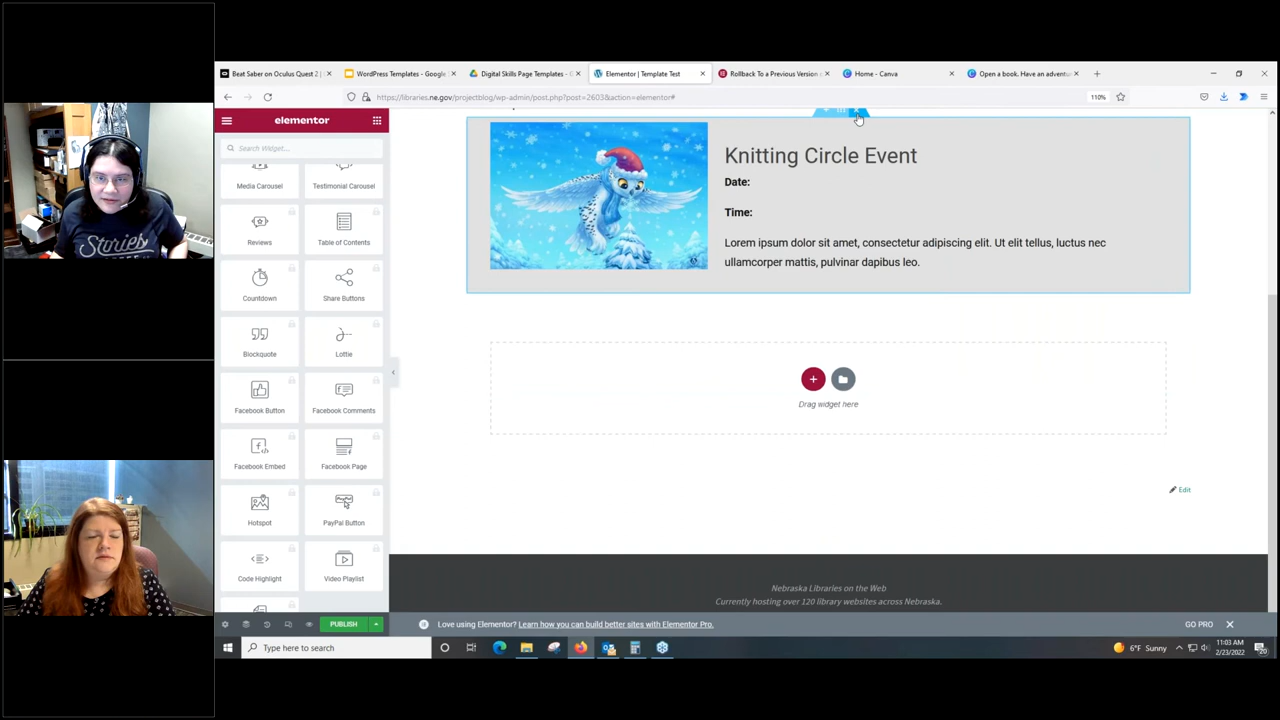 Beat Saber on Oculus Quest 2 |
WordPress Templates - Google
Digital Skills Page Templates -
Elementor | Template Test
Rollback To a Previous Version
Home - Canva
Open a book. Have an adventur
https://libraries.ne.gov/projectblog/wp-admin/post.php?post=2603&action=elementor#
110%
elementor
Search Widget...
Media Carousel
Testimonial Carousel
Reviews
Table of Contents
Countdown
Share Buttons
Blockquote
Lottie
Facebook Button
Facebook Comments
Facebook Embed
Facebook Page
Hotspot
PayPal Button
Code Highlight
Video Playlist
PUBLISH
Knitting Circle Event
Date:
Time:
Lorem ipsum dolor sit amet, consectetur adipiscing elit. Ut elit tellus, luctus nec
ullamcorper mattis, pulvinar dapibus leo.
Drag widget here
Edit
Nebraska Libraries on the Web
Currently hosting over 120 library websites across Nebraska.
Love using Elementor? Learn how you can build better sites with Elementor Pro.
GO PRO
Type here to search
6°F Sunny
11:03 AM
2/23/2022
Stories